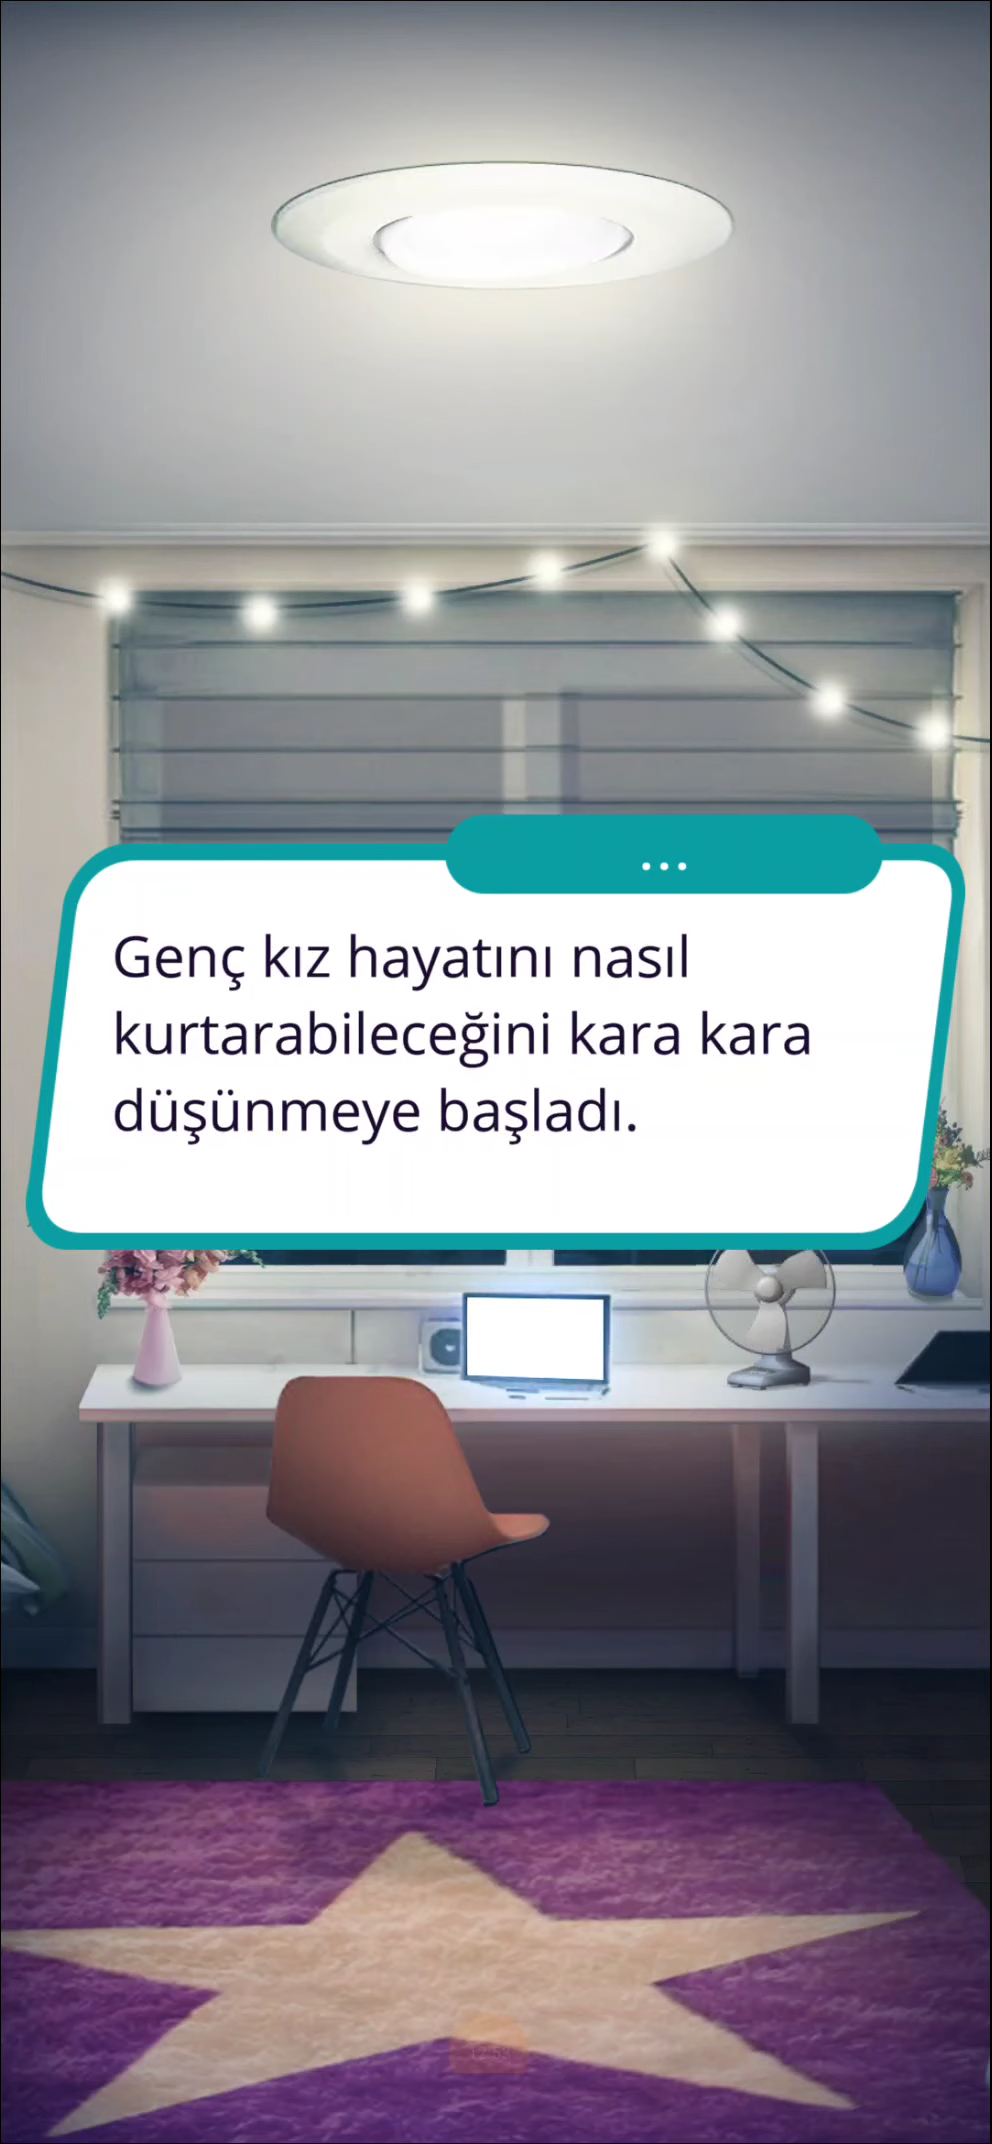 ...
Genç kız hayatını nasıl
kurtarabileceğini kara kara
düşünmeye başladı.